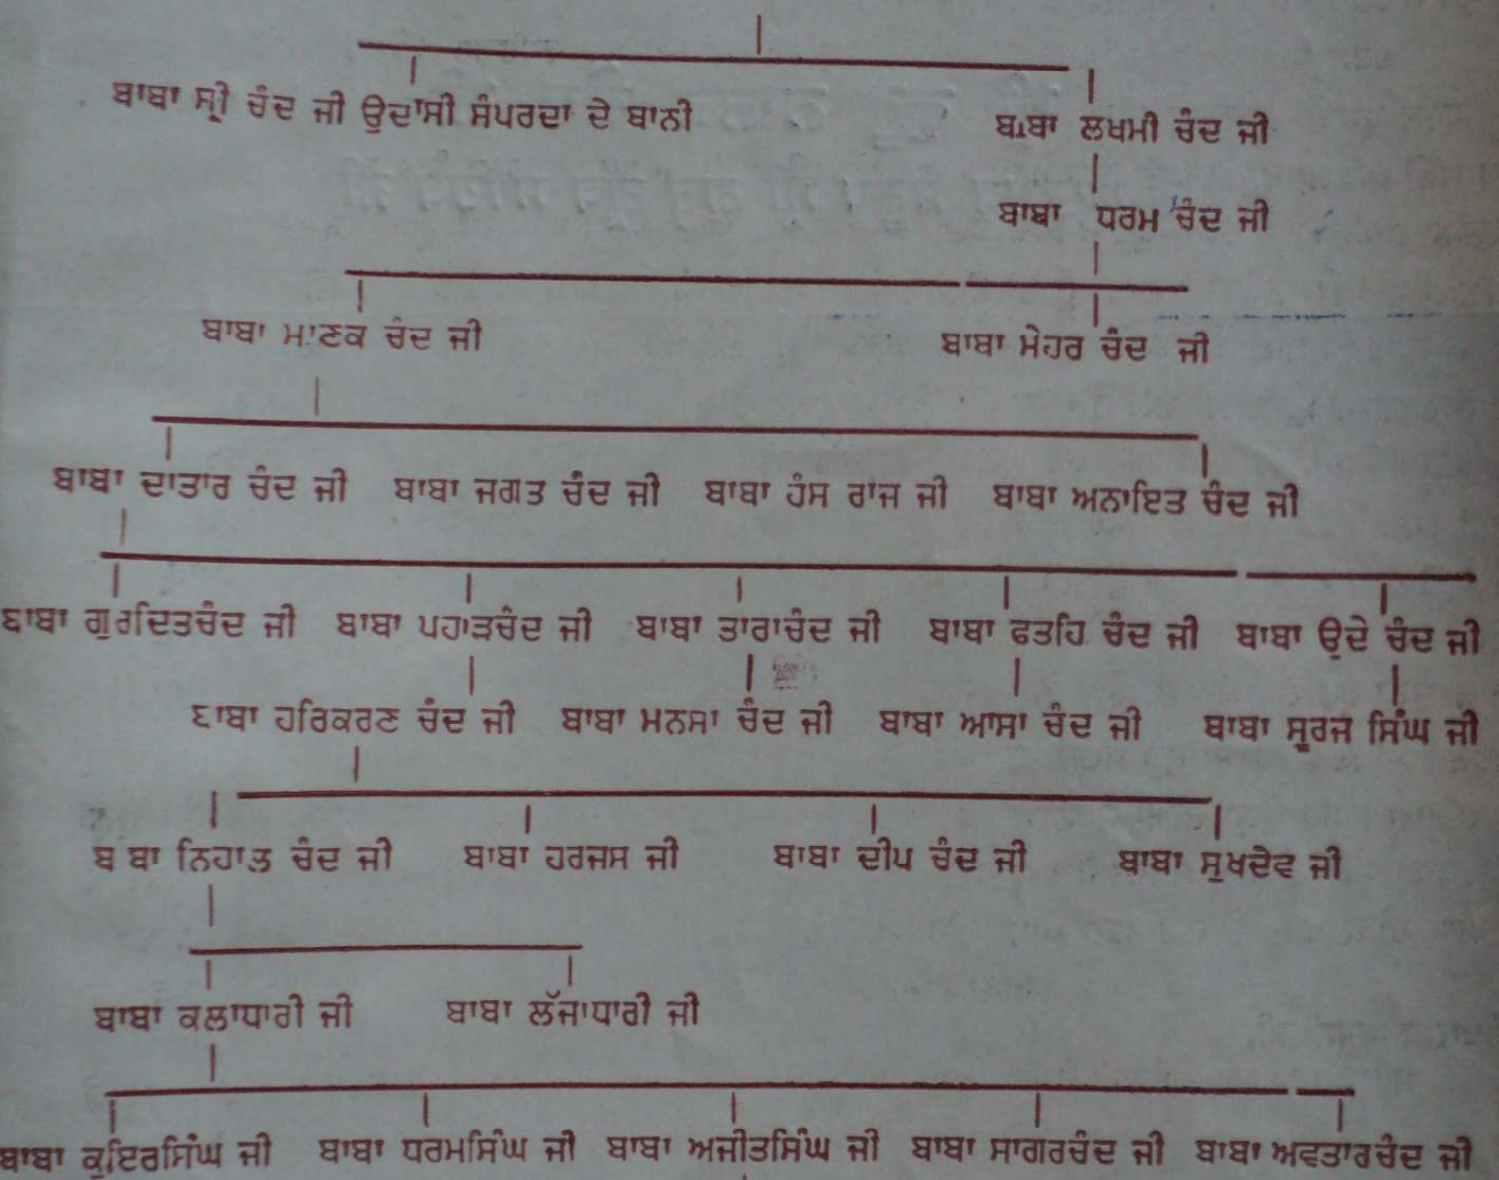 ਬਾਬਾ ਸ੍ਰੀ ਚੰਦ ਜੀ ਉਦਾਸੀ ਸੰਪਰਦਾ ਦੇ ਬਾਨੀ ਬਾਬਾ ਲਖਮੀ ਚੰਦ ਜੀ
ਬਾਬਾ ਧਰਮ ਚੰਦ ਜੀ
ਬਾਬਾ ਮਾਣਕ ਚੰਦ ਜੀ ਬਾਬਾ ਮੇਹਰ ਚੰਦ ਜੀ
ਬਾਬਾ ਦਾਤਾਰ ਚੰਦ ਜੀ ਬਾਬਾ ਜਗਤ ਚੰਦ ਜੀ ਬਾਬਾ ਹੰਸ ਰਾਜ ਜੀ ਬਾਬਾ ਅਨਾਇਤ ਚੰਦ ਜੀ
ਬਾਬਾ ਗੁਰਦਿਤਚੰਦ ਜੀ ਬਾਬਾ ਪਹਾੜਚੰਦ ਜੀ ਬਾਬਾ ਤਾਰਾਚੰਦ ਜੀ ਬਾਬਾ ਫਤਹਿ ਚੰਦ ਜੀ ਬਾਬਾ ਉਦੇ ਚੰਦ ਜੀ
ਬਾਬਾ ਹਰਿਕਰਣ ਚੰਦ ਜੀ ਬਾਬਾ ਮਨਸਾ ਚੰਦ ਜੀ ਬਾਬਾ ਆਸਾ ਚੰਦ ਜੀ ਬਾਬਾ ਸੂਰਜ ਸਿੰਘ ਜੀ
ਬਾਬਾ ਨਿਹਾਲ ਚੰਦ ਜੀ ਬਾਬਾ ਹਰਜਸ ਜੀ ਬਾਬਾ ਦੀਪ ਚੰਦ ਜੀ ਬਾਬਾ ਸੁਖਦੇਵ ਜੀ
ਬਾਬਾ ਕਲਾਧਾਰੀ ਜੀ ਬਾਬਾ ਲੱਜਾਧਾਰੀ ਜੀ
ਬਾਬਾ ਕੁਇਰਸਿੰਘ ਜੀ ਬਾਬਾ ਧਰਮਸਿੰਘ ਜੀ ਬਾਬਾ ਅਜੀਤਸਿੰਘ ਜੀ ਬਾਬਾ ਸਾਗਰਚੰਦ ਜੀ ਬਾਬਾ ਅਵਤਾਰਚੰਦ ਜੀ